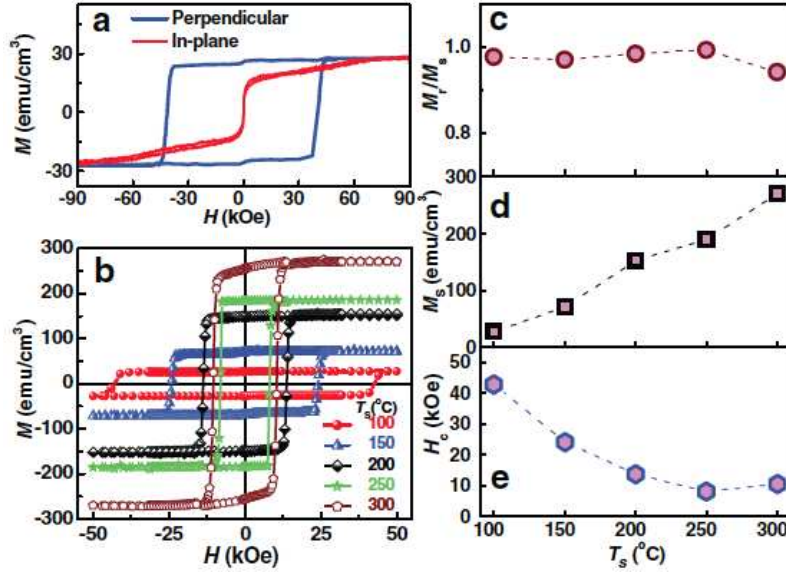 a
Perpendicular
In-plane
M (emu/cm³)
30
0
-30
-90 -60 -30 0 30 60 90
H (kOe)
b
M (emu/cm³)
300
200
100
0
-100
-200
-300
Tₛ(°C)
100
150
200
250
300
-50 -25 0 25 50
H (kOe)
c
Mᵣ/Mₛ
1.0
0.8
d
Mₛ(emu/cm³)
300
200
100
0
e
H꜀ (kOe)
50
40
30
20
10
0
100 150 200 250 300
Tₛ (°C)